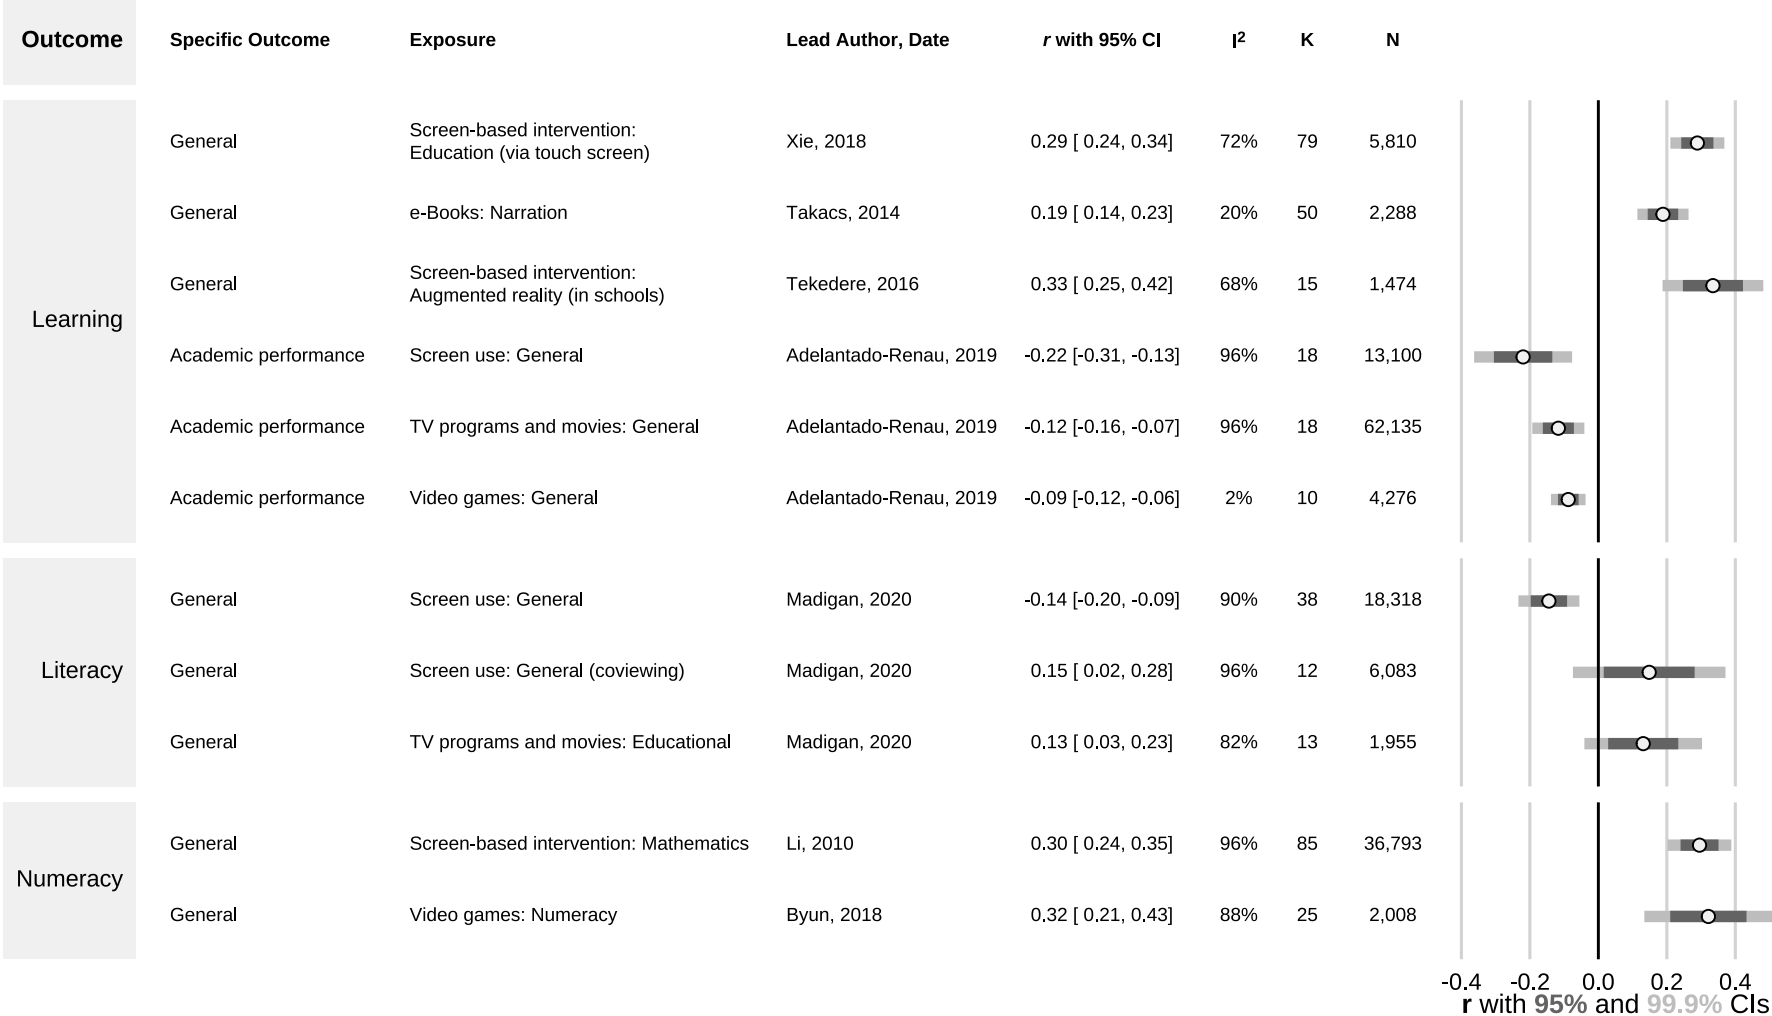 Outcome Specific Outcome Exposure Lead Author, Date r with 95% CI I² K N
Learning
General Screen-based intervention: Education (via touch screen) Xie, 2018 0.29 [ 0.24, 0.34] 72% 79 5,810
General e-Books: Narration Takacs, 2014 0.19 [ 0.14, 0.23] 20% 50 2,288
General Screen-based intervention: Augmented reality (in schools) Tekedere, 2016 0.33 [ 0.25, 0.42] 68% 15 1,474
Academic performance Screen use: General Adelantado-Renau, 2019 -0.22 [-0.31, -0.13] 96% 18 13,100
Academic performance TV programs and movies: General Adelantado-Renau, 2019 -0.12 [-0.16, -0.07] 96% 18 62,135
Academic performance Video games: General Adelantado-Renau, 2019 -0.09 [-0.12, -0.06] 2% 10 4,276
Literacy
General Screen use: General Madigan, 2020 -0.14 [-0.20, -0.09] 90% 38 18,318
General Screen use: General (coviewing) Madigan, 2020 0.15 [ 0.02, 0.28] 96% 12 6,083
General TV programs and movies: Educational Madigan, 2020 0.13 [ 0.03, 0.23] 82% 13 1,955
Numeracy
General Screen-based intervention: Mathematics Li, 2010 0.30 [ 0.24, 0.35] 96% 85 36,793
General Video games: Numeracy Byun, 2018 0.32 [ 0.21, 0.43] 88% 25 2,008
-0.4 -0.2 0.0 0.2 0.4
r with 95% and 99.9% CIs